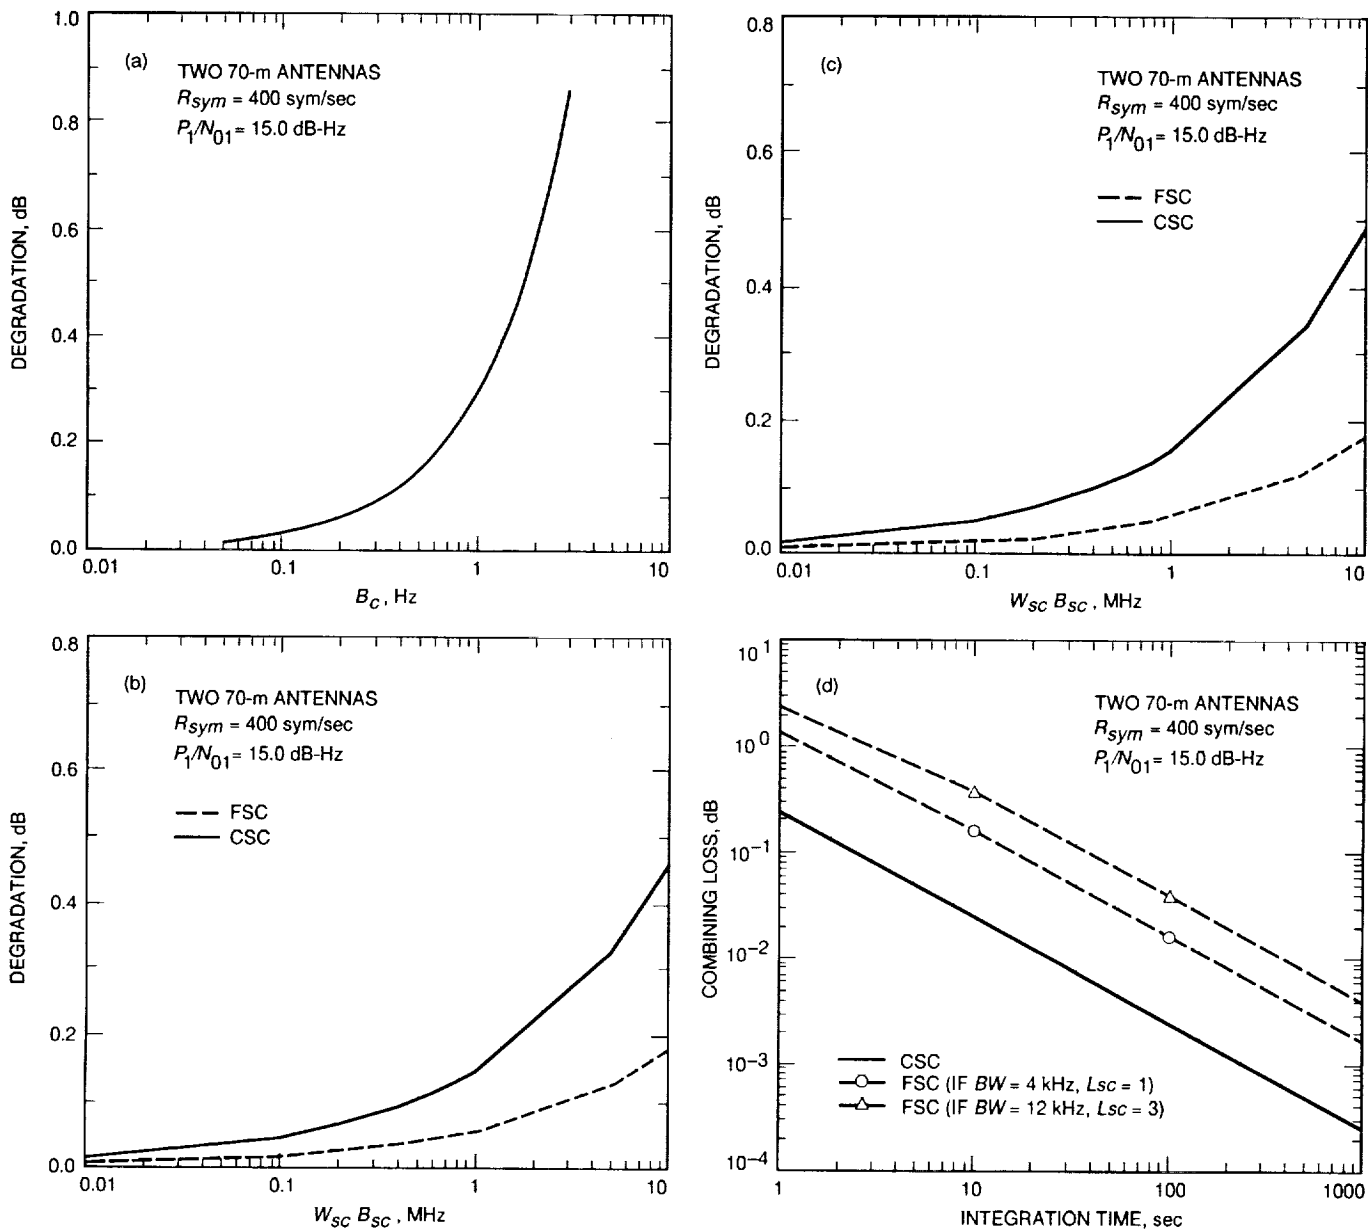 (a)
TWO 70-m ANTENNAS
Rsym = 400 sym/sec
P1/N01 = 15.0 dB-Hz
DEGRADATION, dB
1.0
0.8
0.6
0.4
0.2
0.0
0.01
0.1
1
10
BC , Hz
(c)
TWO 70-m ANTENNAS
Rsym = 400 sym/sec
P1/N01 = 15.0 dB-Hz
FSC
CSC
DEGRADATION, dB
0.8
0.6
0.4
0.2
0.0
0.01
0.1
1
10
WSC BSC , MHz
(b)
TWO 70-m ANTENNAS
Rsym = 400 sym/sec
P1/N01 = 15.0 dB-Hz
FSC
CSC
DEGRADATION, dB
0.8
0.6
0.4
0.2
0.0
0.01
0.1
1
10
WSC BSC , MHz
(d)
TWO 70-m ANTENNAS
Rsym = 400 sym/sec
P1/N01 = 15.0 dB-Hz
COMBINING LOSS, dB
10^1
10^0
10^–1
10^–2
10^–3
10^–4
CSC
FSC (IF BW = 4 kHz, Lsc = 1)
FSC (IF BW = 12 kHz, Lsc = 3)
1
10
100
1000
INTEGRATION TIME, sec